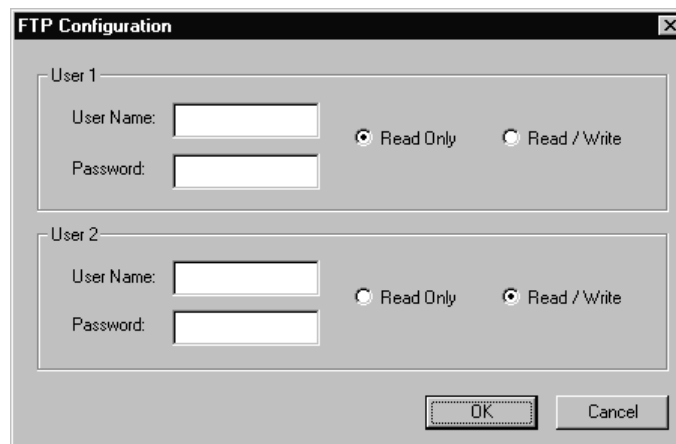 FTP Configuration
User 1
User Name:
Read Only
Read / Write
Password:
User 2
User Name:
Read Only
Read / Write
Password:
OK
Cancel